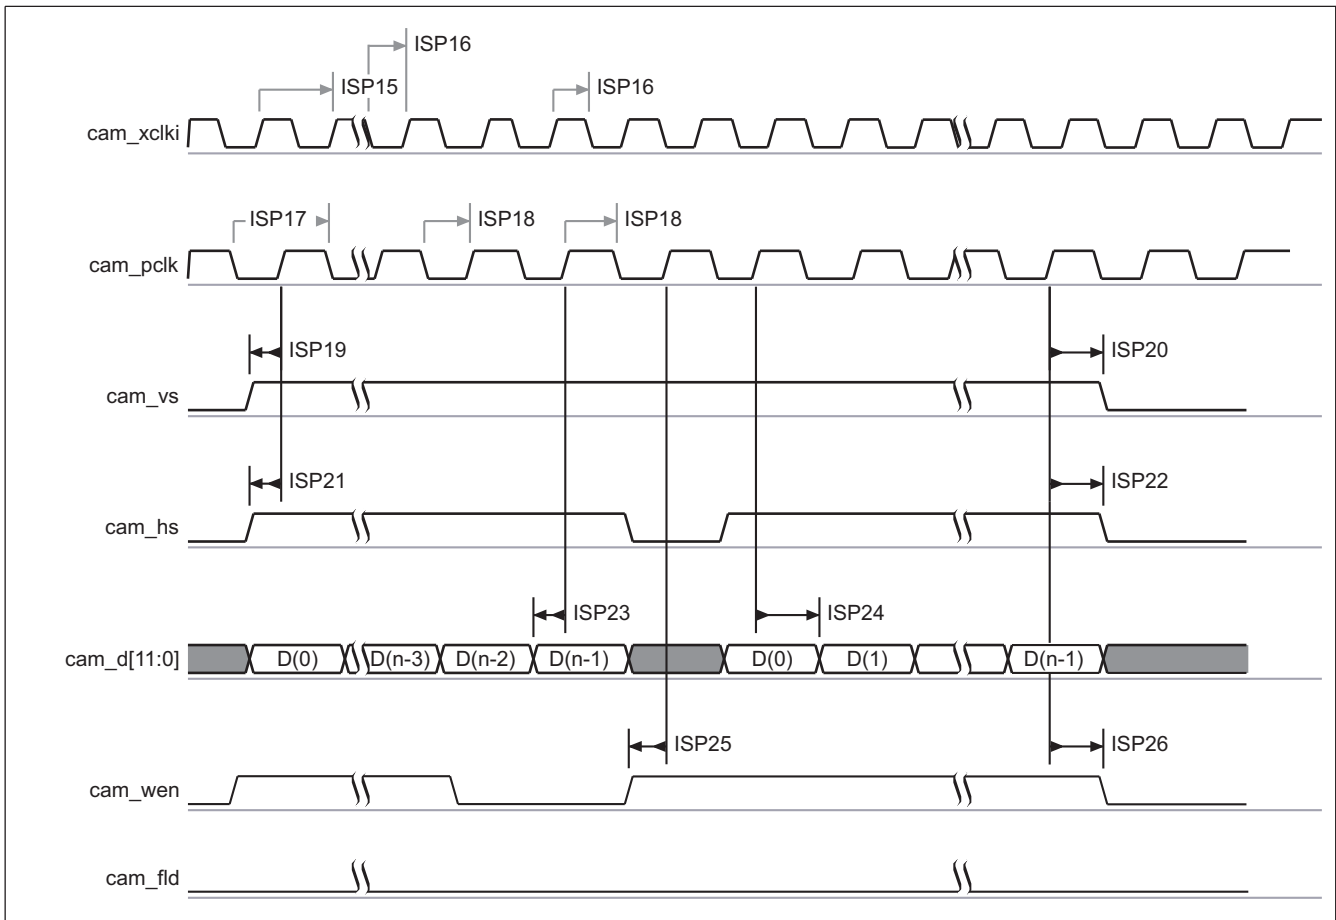 ISP16
ISP15
ISP16
cam_xclki
ISP17
ISP18
ISP18
cam_pclk
ISP19
ISP20
cam_vs
ISP21
ISP22
cam_hs
ISP23
ISP24
cam_d[11:0]
D(0)
D(n-3)
D(n-2)
D(n-1)
D(0)
D(1)
D(n-1)
ISP25
ISP26
cam_wen
cam_fld